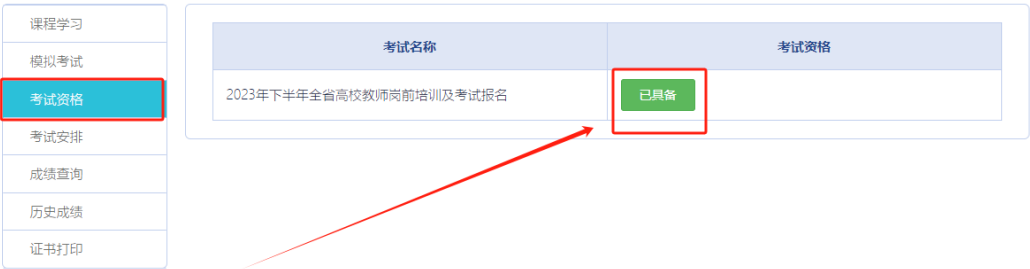 课程学习
模拟考试
考试资格
考试安排
成绩查询
历史成绩
证书打印
考试名称 考试资格
2023年下半年全省高校教师岗前培训及考试报名 已具备